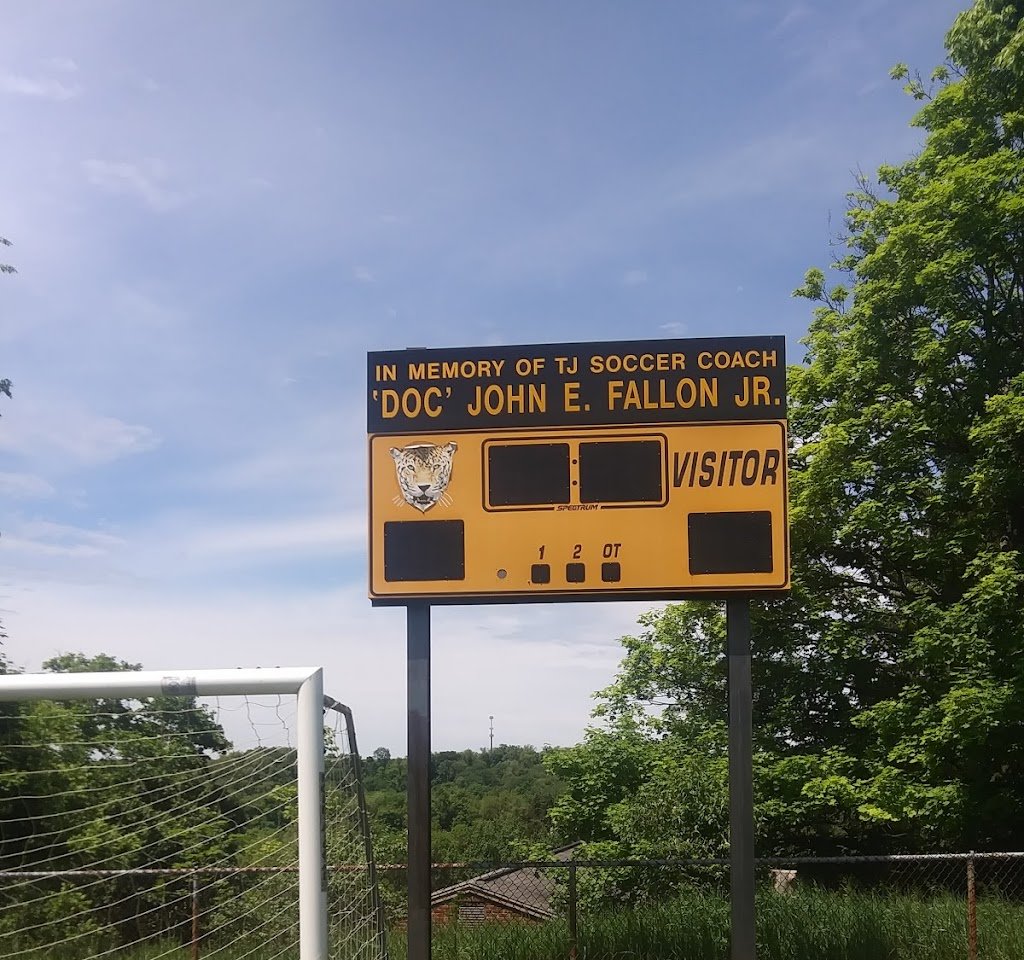 IN MEMORY OF TJ SOCCER COACH
'DOC' JOHN E. FALLON JR.
VISITOR
SPECTRUM
1 2 OT